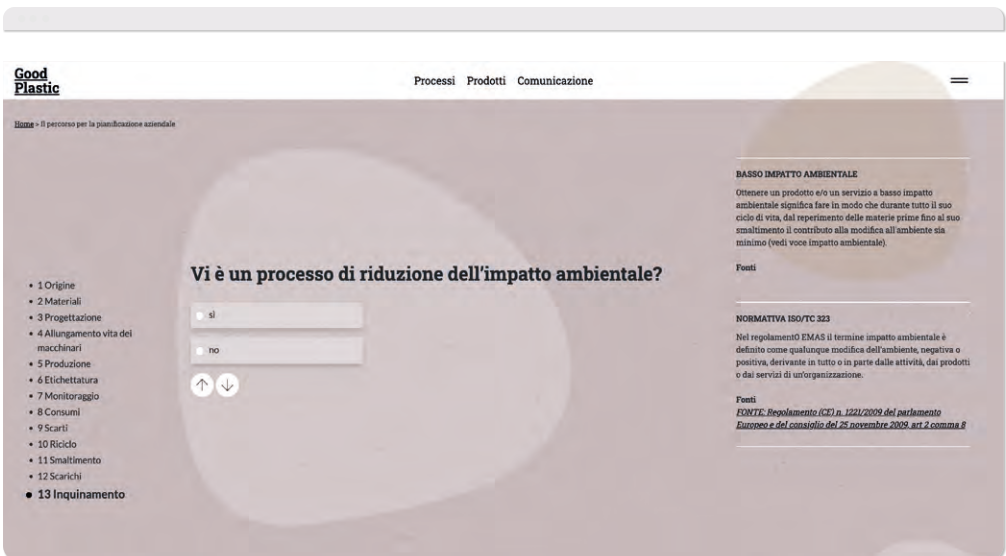 Good
Plastic
Processi Prodotti Comunicazione
Home » Il percorso per la pianificazione aziendale
Vi è un processo di riduzione dell'impatto ambientale?
sì
no
• 1 Origine
• 2 Materiali
• 3 Progettazione
• 4 Allungamento vita dei
macchinari
• 5 Produzione
• 6 Etichettatura
• 7 Monitoraggio
• 8 Consumi
• 9 Scarti
• 10 Riciclo
• 11 Smaltimento
• 12 Scarichi
• 13 Inquinamento
BASSO IMPATTO AMBIENTALE
Ottenere un prodotto e/o un servizio a basso impatto
ambientale significa fare in modo che durante tutto il suo
ciclo di vita, dal reperimento delle materie prime fino al suo
smaltimento il contributo alla modifica all'ambiente sia
minimo (vedi voce impatto ambientale).
Fonti
NORMATIVA ISO/TC 323
Nel regolament0 EMAS il termine impatto ambientale è
definito come qualunque modifica dell'ambiente, negativa o
positiva, derivante in tutto o in parte dalle attività, dai prodotti
o dai servizi di un'organizzazione.
Fonti
FONTE: Regolamento (CE) n. 1221/2009 del parlamento
Europeo e del consiglio del 25 novembre 2009, art 2 comma 8